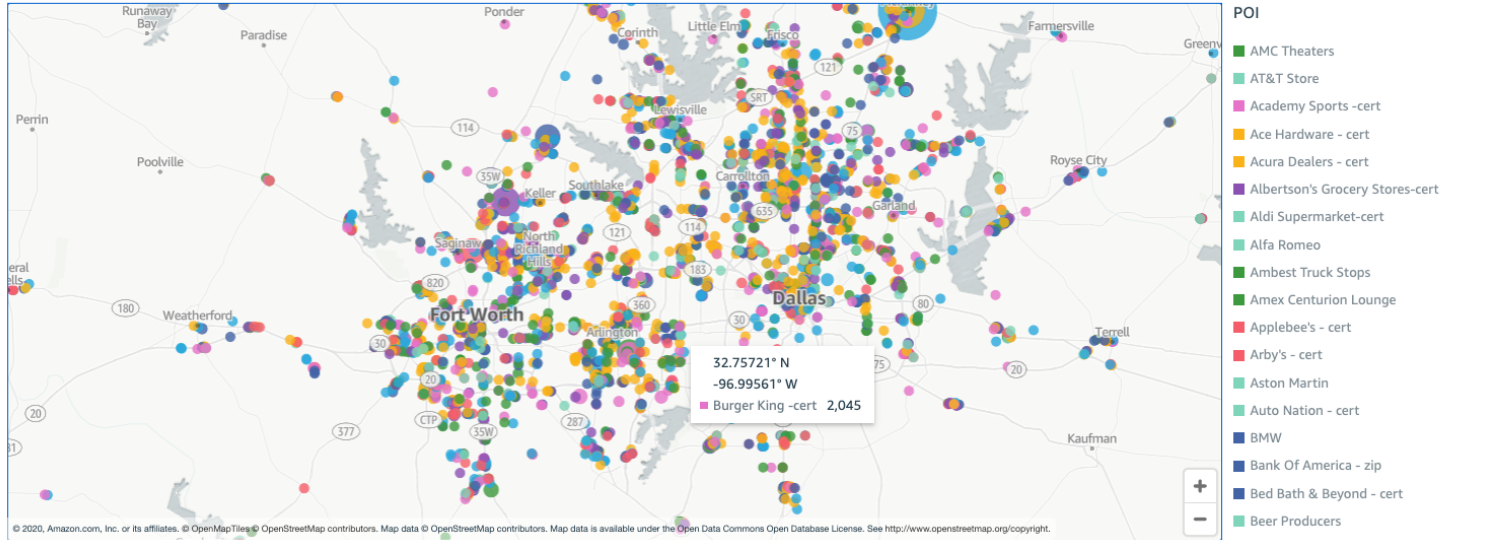 Runaway
Bay
Ponder
Paradise
Corinth
Little Elm
Frisco
Farmersville
Greenv
121
SRT
Perrin
114
Lewisville
75
Poolville
35W
Keller
Southlake
Carrollton
Royse City
635
Garland
121
114
Saginaw
North
Richland
Hills
183
eral
ells
820
180
Weatherford
Fort Worth
360
30
Dallas
80
Arlington
30
Terrell
20
20
20
CTP
35W
377
287
75
31
Kaufman
32.75721° N
-96.99561° W
Burger King -cert 2,045
+
−
© 2020, Amazon.com, Inc. or its affiliates. © OpenMapTiles © OpenStreetMap contributors. Map data © OpenStreetMap contributors. Map data is available under the Open Data Commons Open Database License. See http://www.openstreetmap.org/copyright.
POI
AMC Theaters
AT&T Store
Academy Sports -cert
Ace Hardware - cert
Acura Dealers - cert
Albertson's Grocery Stores-cert
Aldi Supermarket-cert
Alfa Romeo
Ambest Truck Stops
Amex Centurion Lounge
Applebee's - cert
Arby's - cert
Aston Martin
Auto Nation - cert
BMW
Bank Of America - zip
Bed Bath & Beyond - cert
Beer Producers